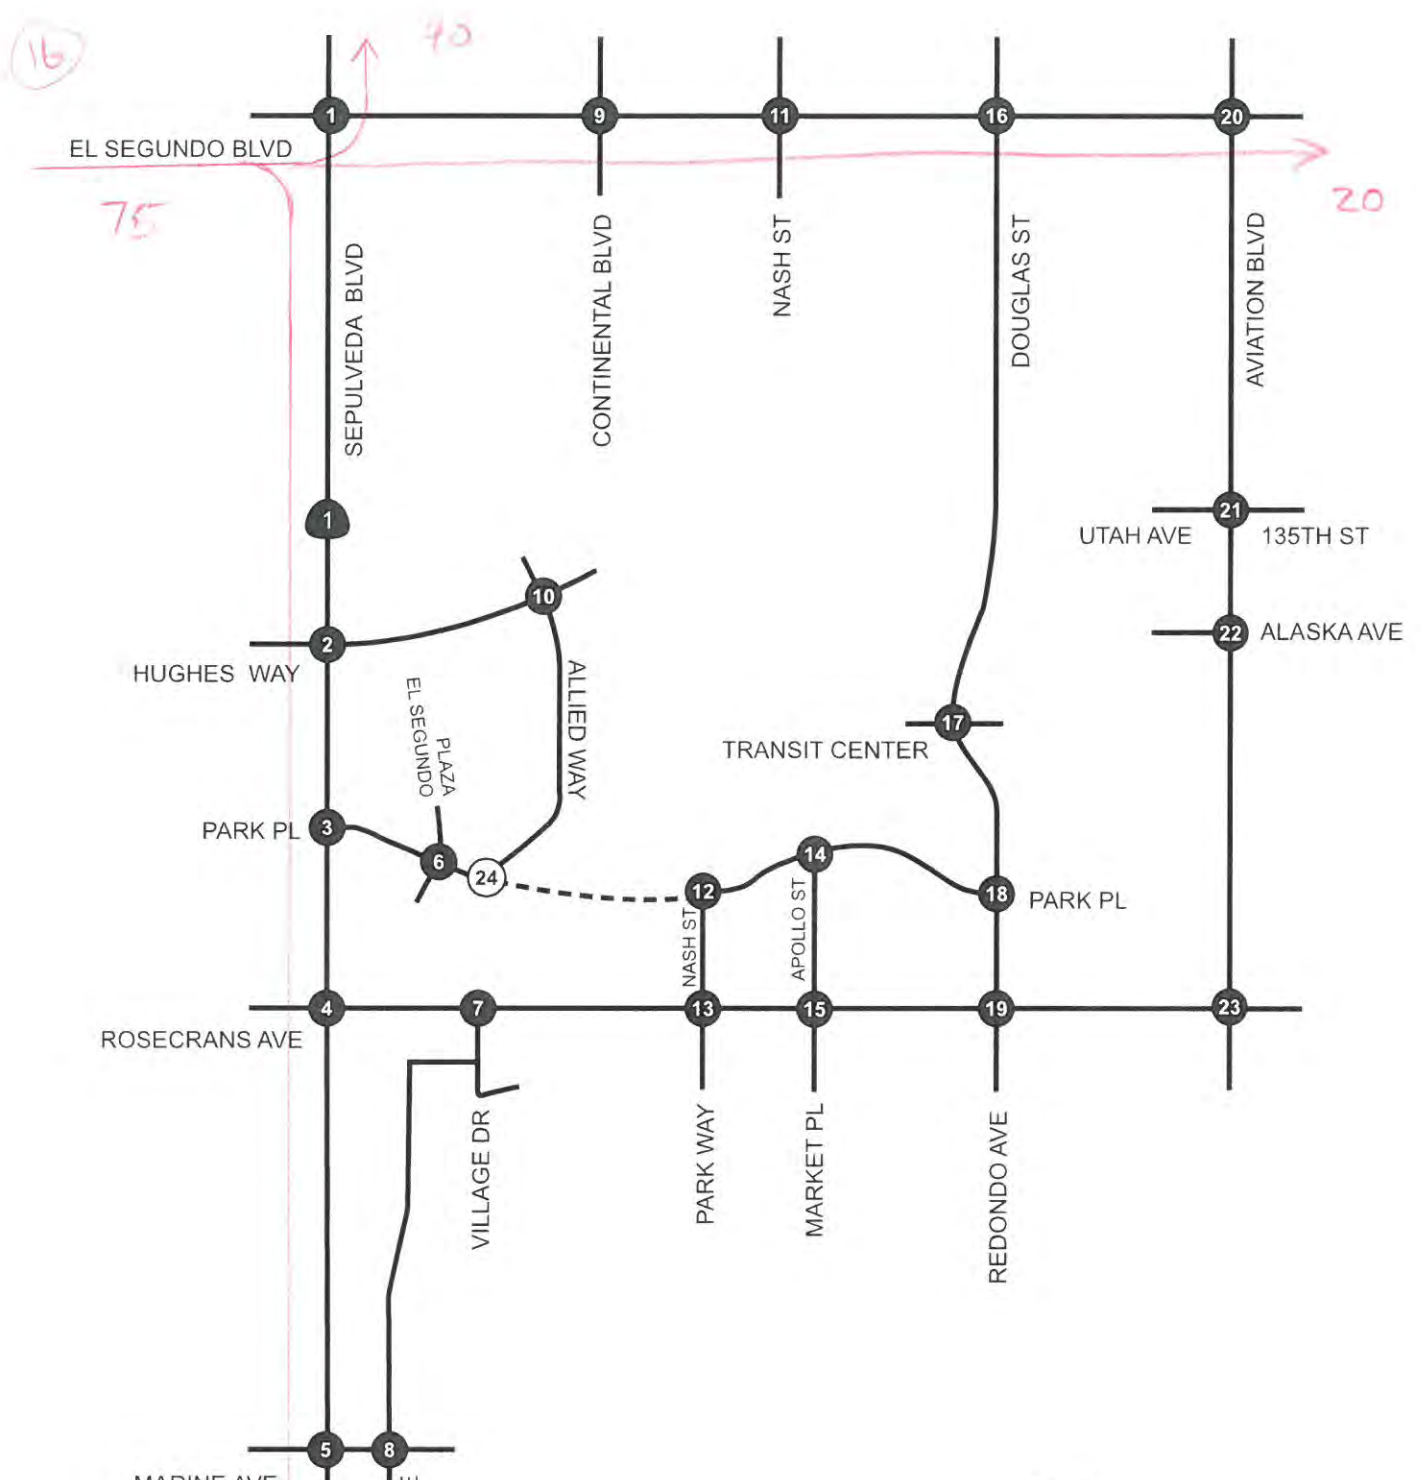 16
20
1
9
11
16
20
EL SEGUNDO BLVD
75
20
SEPULVEDA BLVD
CONTINENTAL BLVD
NASH ST
DOUGLAS ST
AVIATION BLVD
1
21
UTAH AVE
135TH ST
10
2
22
ALASKA AVE
HUGHES WAY
PLAZA
EL SEGUNDO
ALLIED WAY
17
TRANSIT CENTER
3
PARK PL
6
24
14
12
18
PARK PL
NASH ST
APOLLO ST
4
7
13
15
19
23
ROSECRANS AVE
VILLAGE DR
PARK WAY
MARKET PL
REDONDO AVE
5
8
MARINE AVE